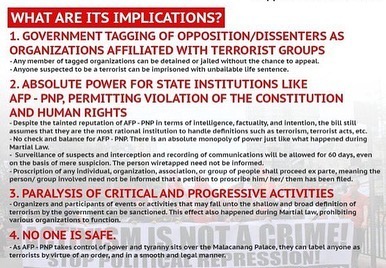 WHAT ARE ITS IMPLICATIONS?
1. GOVERNMENT TAGGING OF OPPOSITION/DISSENTERS AS
ORGANIZATIONS AFFILIATED WITH TERRORIST GROUPS
- Any member of tagged organizations can be detained or jailed without the chance to appeal.
- Anyone suspected to be a terrorist can be imprisoned with unbailable life sentence.
2. ABSOLUTE POWER FOR STATE INSTITUTIONS LIKE
AFP - PNP, PERMITTING VIOLATION OF THE CONSTITUTION
AND HUMAN RIGHTS
- Despite the tainted reputation of AFP - PNP in terms of intelligence, factuality, and intention, the bill still
assumes that they are the most rational institution to handle definitions such as terrorism, terrorist acts, etc.
- No check and balance for AFP - PNP. There is an absolute monopoly of power just like what happened during
Martial Law.
- Surveillance of suspects and interception and recording of communications will be allowed for 60 days, even
on the basis of mere suspicion. The person wiretapped need not be informed.
- Proscription of any individual, organization, association, or group of people shall proceed ex parte, meaning the
person/ group involved need not be informed that a petition to proscribe him/ her/ them has been filed.
3. PARALYSIS OF CRITICAL AND PROGRESSIVE ACTIVITIES
- Organizers and participants of events or activities that may fall unto the shallow and broad definition of
terrorism by the government can be sanctioned. This effect also happened during Martial law, prohibiting
various organizations to function.
4. NO ONE IS SAFE.
- As AFP - PNP takes control of power and tyranny sits over the Malacanang Palace, they can label anyone as
terrorists by virtue of an order, and in a smooth and legal manner.
IS NOT A CRIME!
STOP POLITICAL REPRESSION!